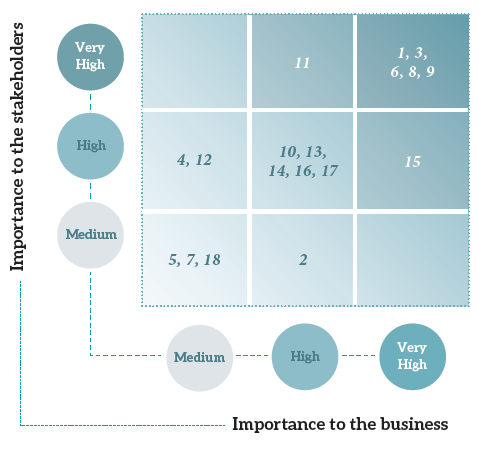 Importance to the stakeholders
Very
High
11
1, 3,
6, 8, 9
High
4, 12
10, 13,
14, 16, 17
15
Medium
5, 7, 18
2
Medium
High
Very
High
Importance to the business